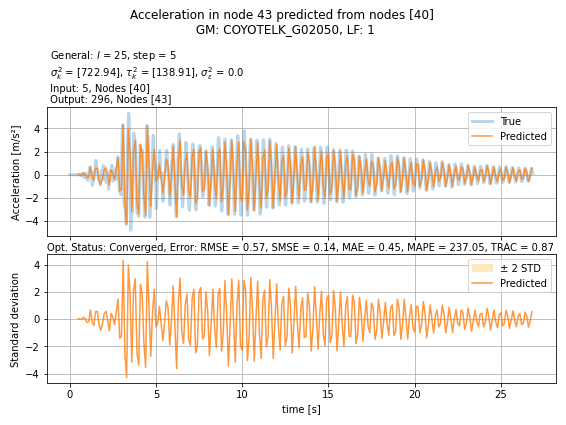 Acceleration in node 43 predicted from nodes [40]
GM: COYOTELK_G02050, LF: 1
General: l = 25, step = 5
σ²ₖ = [722.94], τ²ₖ = [138.91], σ²ε = 0.0
Input: 5, Nodes [40]
Output: 296, Nodes [43]
Acceleration [m/s²]
4
2
0
−2
−4
True
Predicted
Opt. Status: Converged, Error: RMSE = 0.57, SMSE = 0.14, MAE = 0.45, MAPE = 237.05, TRAC = 0.87
Standard deviation
4
2
0
−2
−4
± 2 STD
Predicted
0 5 10 15 20 25
time [s]